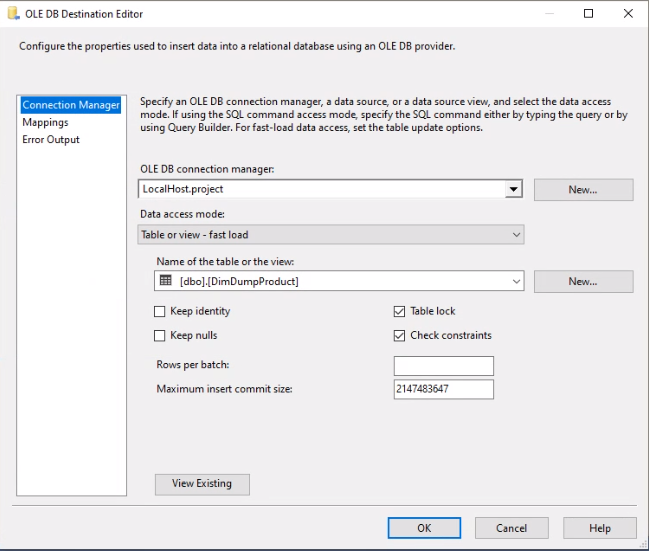 OLE DB Destination Editor
Configure the properties used to insert data into a relational database using an OLE DB provider.
Connection Manager
Mappings
Error Output
Specify an OLE DB connection manager, a data source, or a data source view, and select the data access
mode. If using the SQL command access mode, specify the SQL command either by typing the query or by
using Query Builder. For fast-load data access, set the table update options.
OLE DB connection manager:
LocalHost.project
New...
Data access mode:
Table or view - fast load
Name of the table or the view:
[dbo].[DimDumpProduct]
New...
Keep identity
Table lock
Keep nulls
Check constraints
Rows per batch:
Maximum insert commit size:
2147483647
View Existing
OK
Cancel
Help